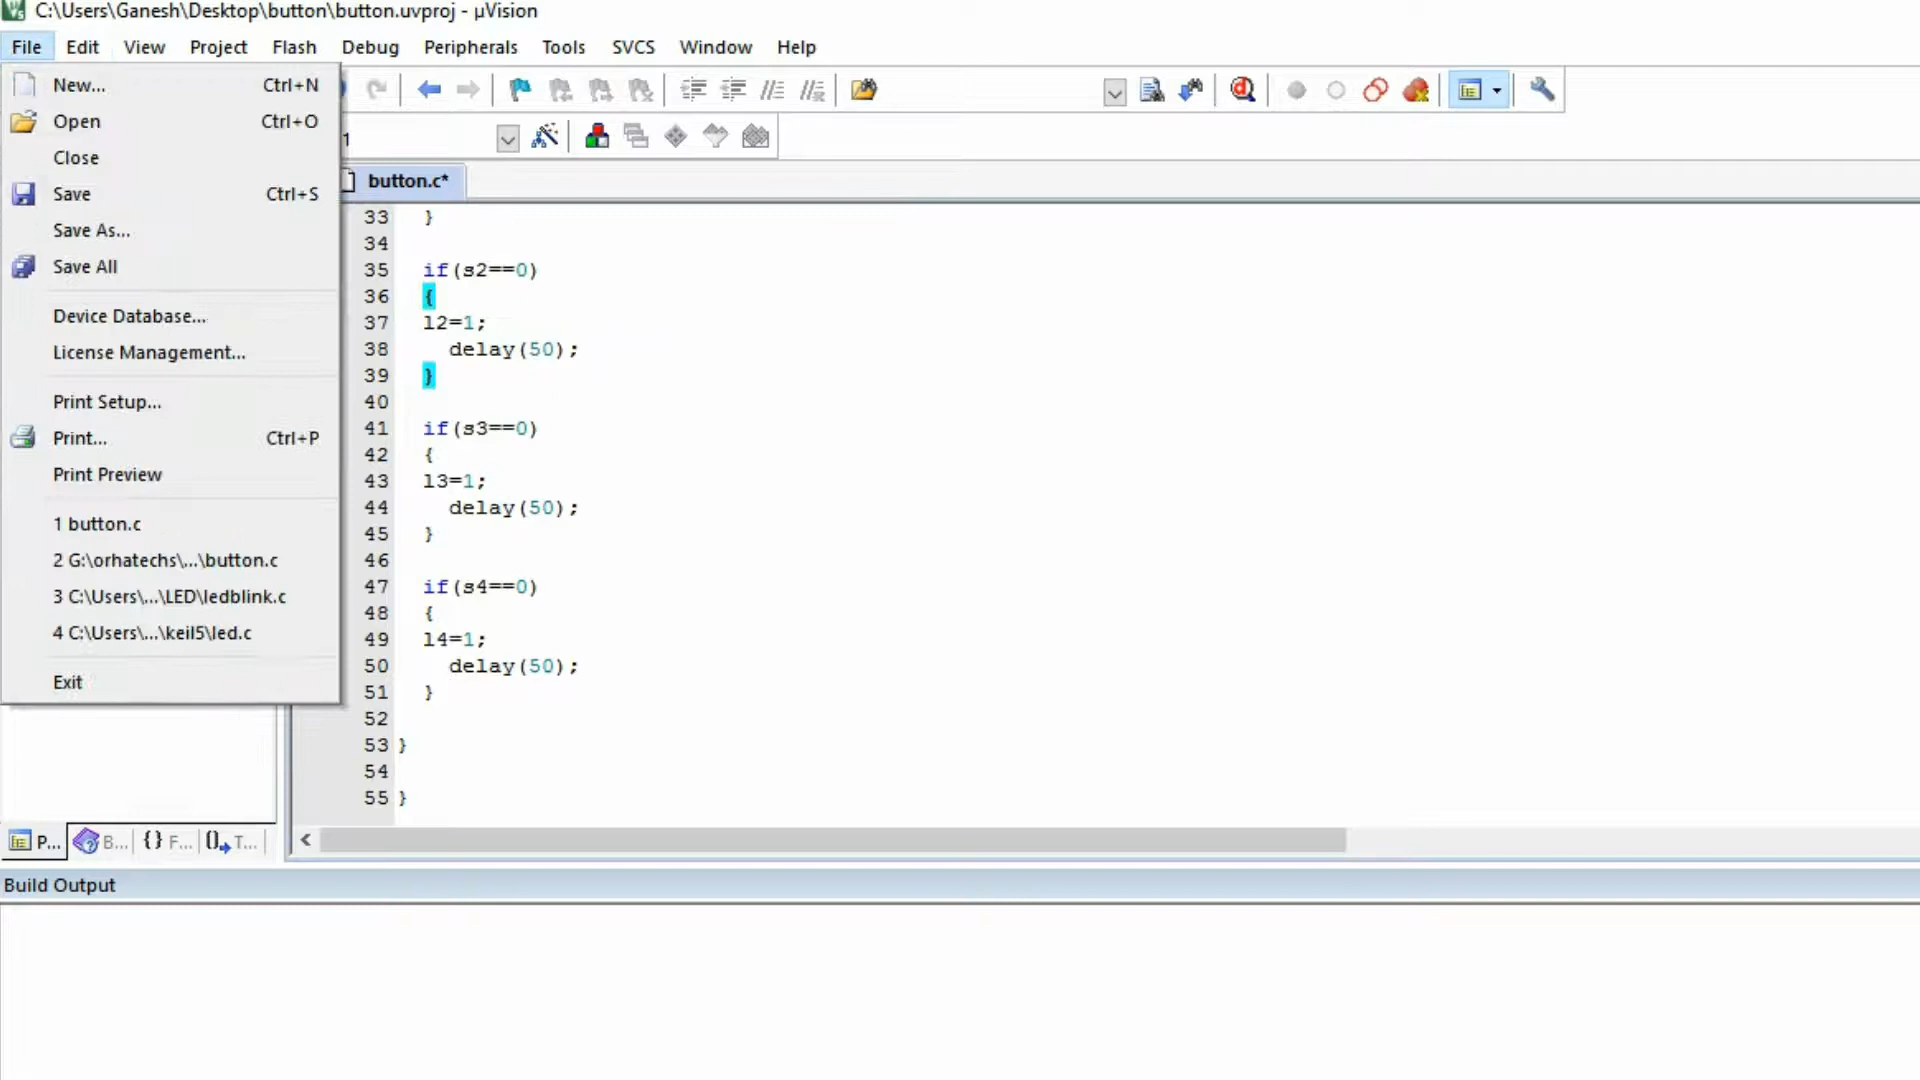 C:\Users\Ganesh\Desktop\button\button.uvproj - µVision
File Edit View Project Flash Debug Peripherals Tools SVCS Window Help
New... Ctrl+N
Open Ctrl+O
Close
Save Ctrl+S
Save As...
Save All
Device Database...
License Management...
Print Setup...
Print... Ctrl+P
Print Preview
1 button.c
2 G:\orhatechs\...\button.c
3 C:\Users\...\LED\ledblink.c
4 C:\Users\...\keil5\led.c
Exit
1
button.c*
33 }
34
35 if(s2==0)
36 {
37 l2=1;
38 delay(50);
39 }
40
41 if(s3==0)
42 {
43 l3=1;
44 delay(50);
45 }
46
47 if(s4==0)
48 {
49 l4=1;
50 delay(50);
51 }
52
53 }
54
55 }
P... B... {} F... 0 T...
Build Output